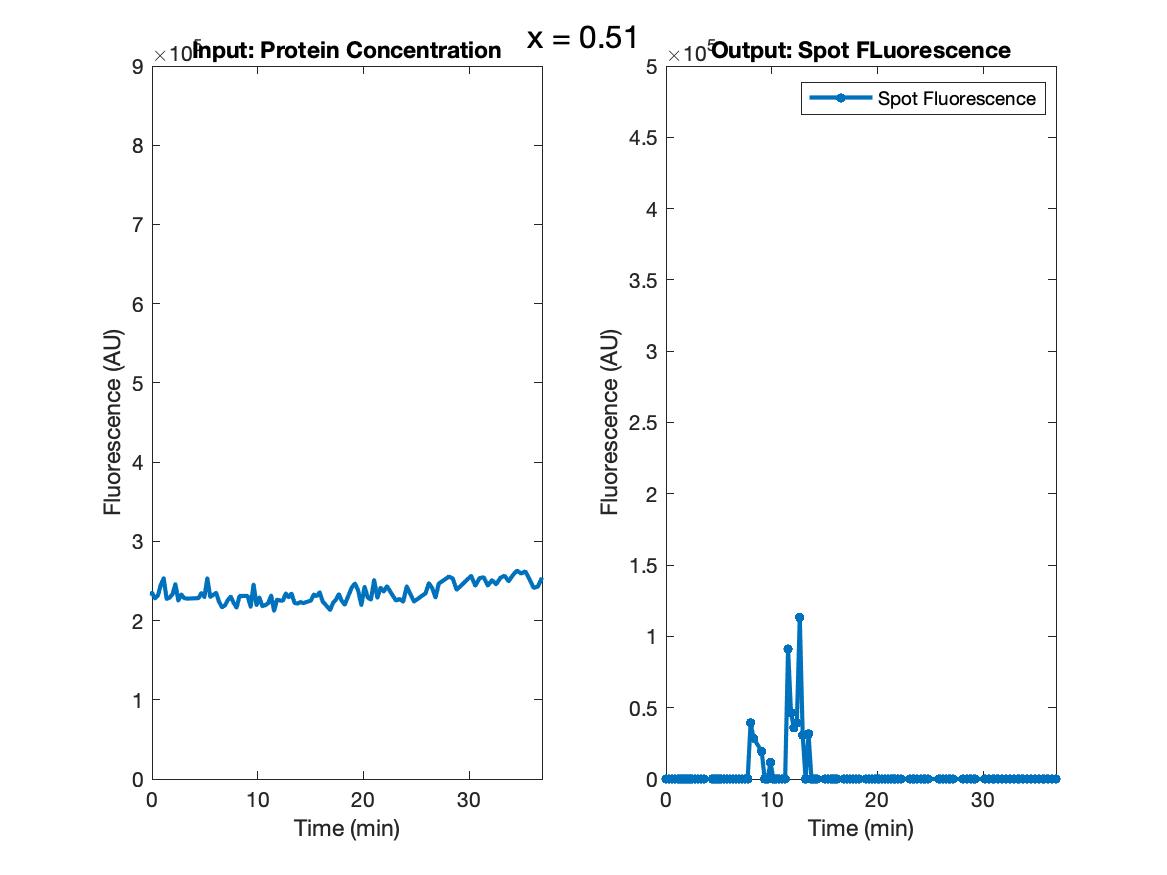 x = 0.51
×10⁵
Input: Protein Concentration
9
8
7
6
5
4
3
2
1
0
Fluorescence (AU)
0 10 20 30
Time (min)
×10⁵
Output: Spot FLuorescence
Spot Fluorescence
5
4.5
4
3.5
3
2.5
2
1.5
1
0.5
0
Fluorescence (AU)
0 10 20 30
Time (min)